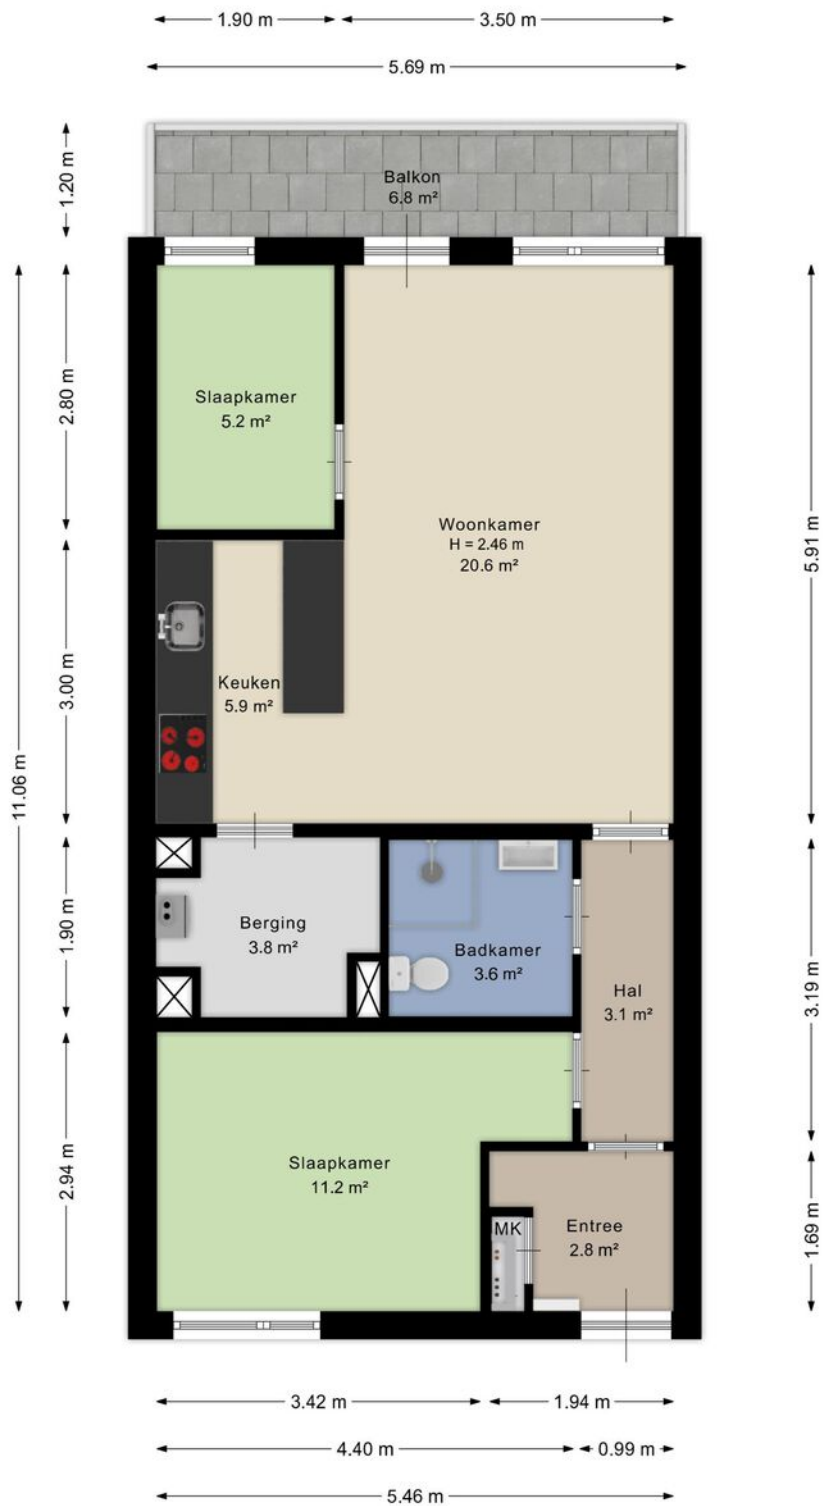 1.90 m
3.50 m
5.69 m
1.20 m
Balkon
6.8 m²
11.06 m
2.80 m
Slaapkamer
5.2 m²
Woonkamer
H = 2.46 m
20.6 m²
5.91 m
3.00 m
Keuken
5.9 m²
1.90 m
Berging
3.8 m²
Badkamer
3.6 m²
Hal
3.1 m²
3.19 m
2.94 m
Slaapkamer
11.2 m²
MK
Entree
2.8 m²
1.69 m
3.42 m
1.94 m
4.40 m
0.99 m
5.46 m